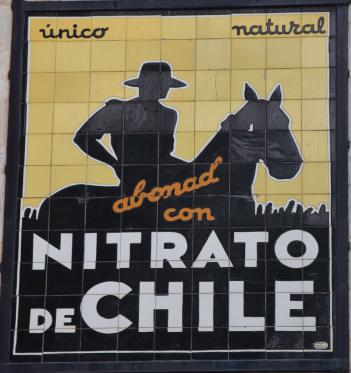 único natural
abonad
con
NITRATO
DE CHILE